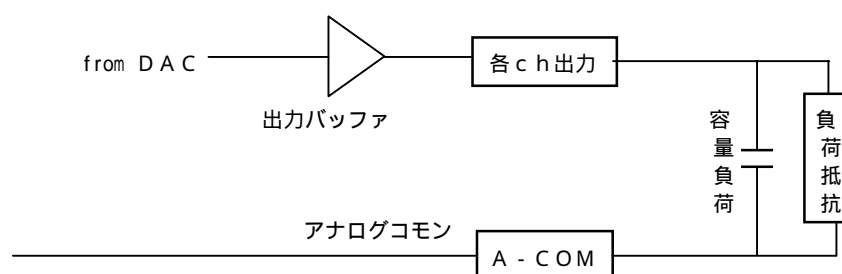 from DAC
各ch出力
出力バッファ
容量負荷
負荷抵抗
アナログコモン
A-COM